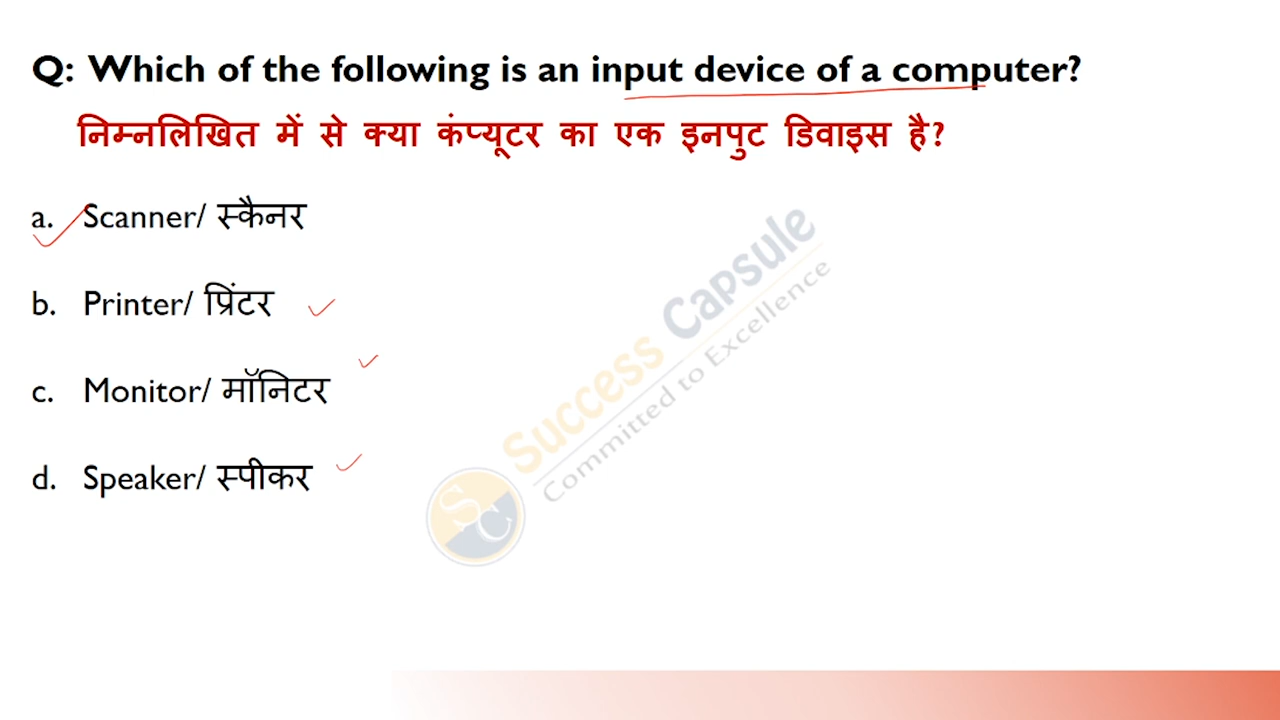 Q: Which of the following is an input device of a computer?
निम्नलिखित में से क्या कंप्यूटर का एक इनपुट डिवाइस है?
a. Scanner/ स्कैनर
b. Printer/ प्रिंटर
c. Monitor/ मॉनिटर
d. Speaker/ स्पीकर
Success Capsule
Committed to Excellence
SC